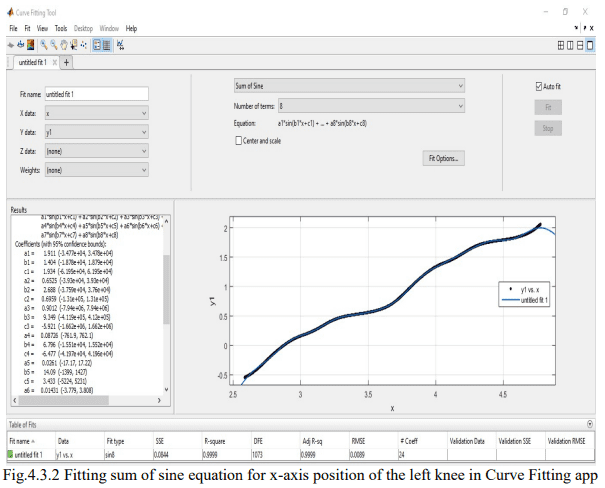 Curve Fitting Tool
File Fit View Tools Desktop Window Help
untitled fit 1
Fit name: untitled fit 1
X data: x
Y data: y1
Z data: (none)
Weights: (none)
Sum of Sine
Number of terms: 8
Equation: a1*sin(b1*x+c1) + ... + a8*sin(b8*x+c8)
Center and scale
Fit Options...
Auto fit
Fit
Stop
Results
a1*sin(b1*x+c1) + a2*sin(b2*x+c2) + a3*sin(b3*x+c3) +
a4*sin(b4*x+c4) + a5*sin(b5*x+c5) + a6*sin(b6*x+c6) +
a7*sin(b7*x+c7) + a8*sin(b8*x+c8)
Coefficients (with 95% confidence bounds):
a1 = 1.911 (-3.477e+04, 3.478e+04)
b1 = 1.404 (-1.878e+04, 1.879e+04)
c1 = 1.934 (-6.195e+04, 6.195e+04)
a2 = 0.6525 (-3.93e+04, 3.93e+04)
b2 = 2.688 (-3.759e+04, 3.76e+04)
c2 = 0.6959 (-1.31e+05, 1.31e+05)
a3 = 0.9012 (-7.94e+06, 7.94e+06)
b3 = 9.349 (-4.119e+05, 4.12e+05)
c3 = -5.921 (-1.662e+06, 1.662e+06)
a4 = 0.08728 (-761.9, 762.1)
b4 = 6.796 (-1.551e+04, 1.552e+04)
c4 = -6.477 (-4.197e+04, 4.196e+04)
a5 = 0.0261 (-17.17, 17.22)
b5 = 14.09 (-1399, 1427)
c5 = 3.433 (-5224, 5231)
a6 = 0.01431 (-3.779, 3.808)
y1
2
1.5
1
0.5
0
-0.5
2.5 3 3.5 4 4.5
x
y1 vs. x
untitled fit 1
Table of Fits
Fit name Data Fit type SSE R-square DFE Adj R-sq RMSE # Coeff Validation Data Validation SSE Validation RMSE
untitled fit 1 y1 vs. x sin8 0.0844 0.9999 1073 0.9999 0.0089 24
Fig.4.3.2 Fitting sum of sine equation for x-axis position of the left knee in Curve Fitting app